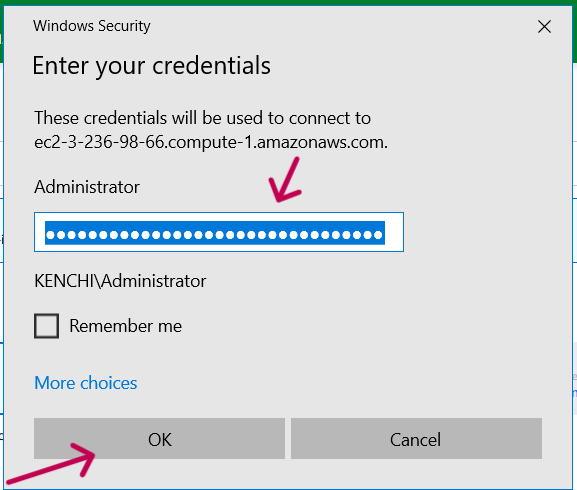 Windows Security
Enter your credentials
These credentials will be used to connect to
ec2-3-236-98-66.compute-1.amazonaws.com.
Administrator
●●●●●●●●●●●●●●●●●●●●●●●●●●●●●●●●
KENCHI\Administrator
Remember me
More choices
OK
Cancel